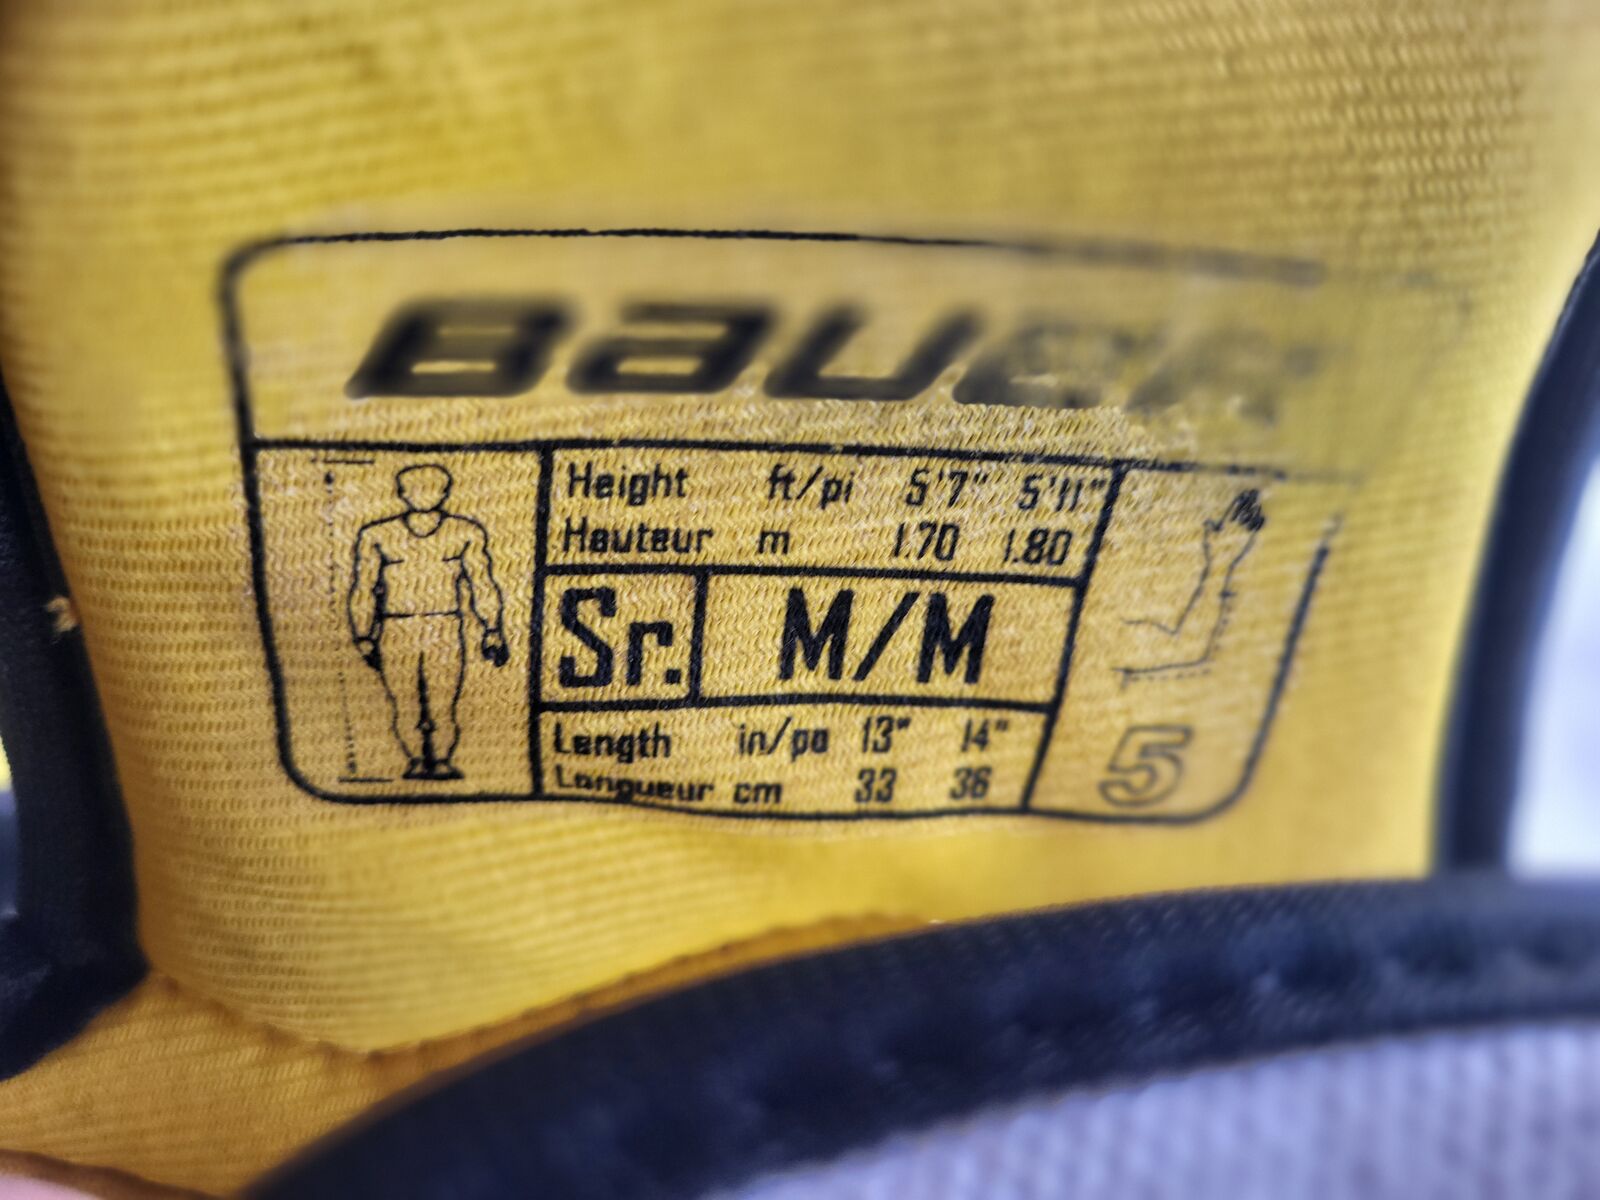 BAUER
Height ft/pi 5'7" 5'11"
Hauteur m 1.70 1.80
Sr. M/M
Length in/po 13" 14"
Longueur cm 33 36
5